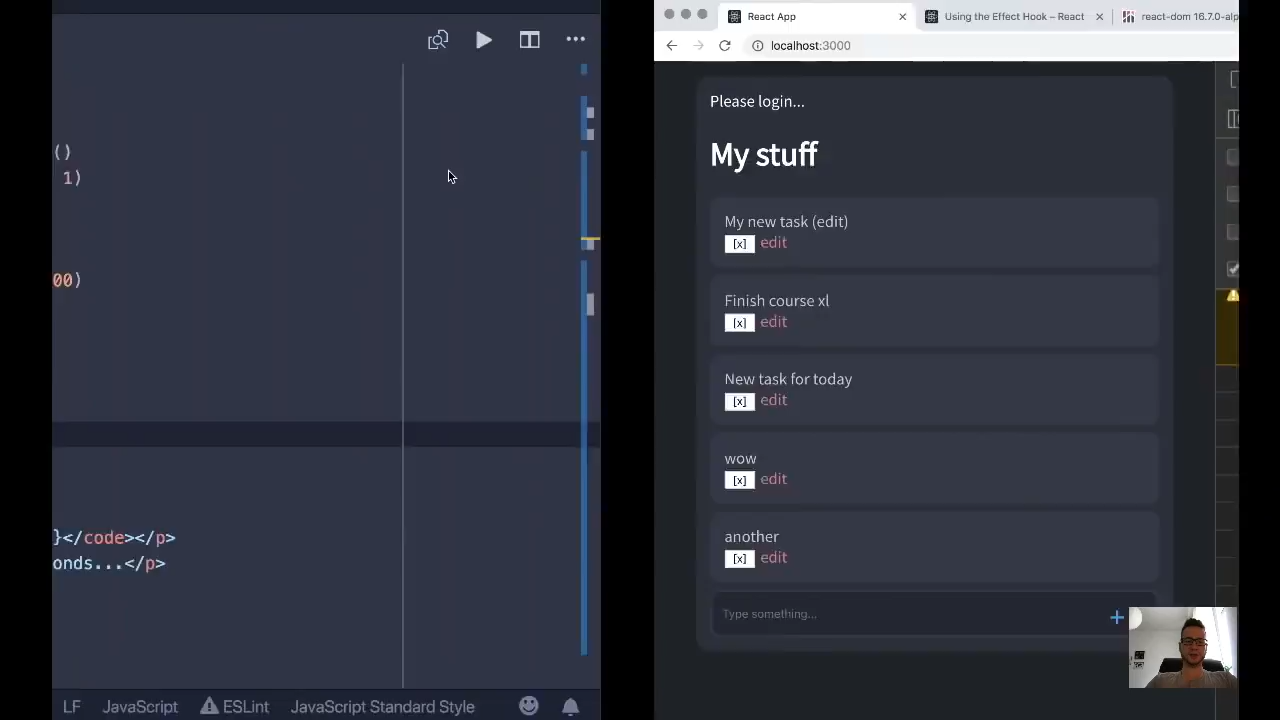 ()
1)
00)
}</code></p>
onds...</p>
LF JavaScript ESLint JavaScript Standard Style
React App
Using the Effect Hook – React
react-dom 16.7.0-alp
localhost:3000
Please login...
My stuff
My new task (edit)
[x] edit
Finish course xl
[x] edit
New task for today
[x] edit
wow
[x] edit
another
[x] edit
Type something... +